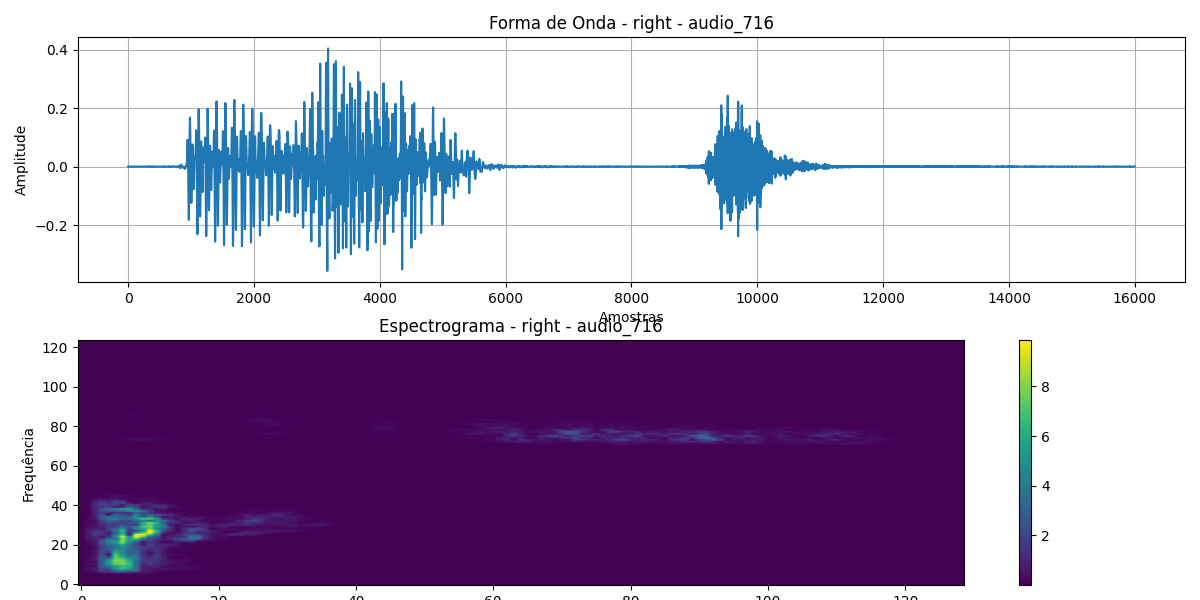 Forma de Onda - right - audio_716
Amplitude
0.4
0.2
0.0
−0.2
0 2000 4000 6000 8000 10000 12000 14000 16000
Amostras
Espectrograma - right - audio_716
Frequência
120
100
80
60
40
20
0
0 20 40 60 80 100 120
8
6
4
2